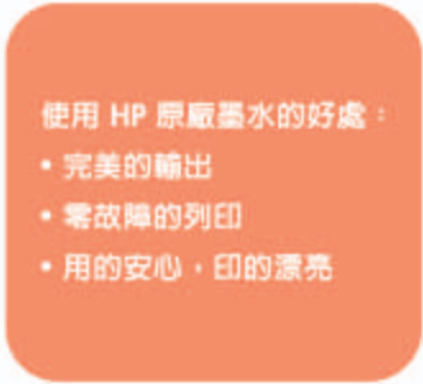 使用 HP 原廠墨水的好處：
• 完美的輸出
• 零故障的列印
• 用的安心，印的漂亮